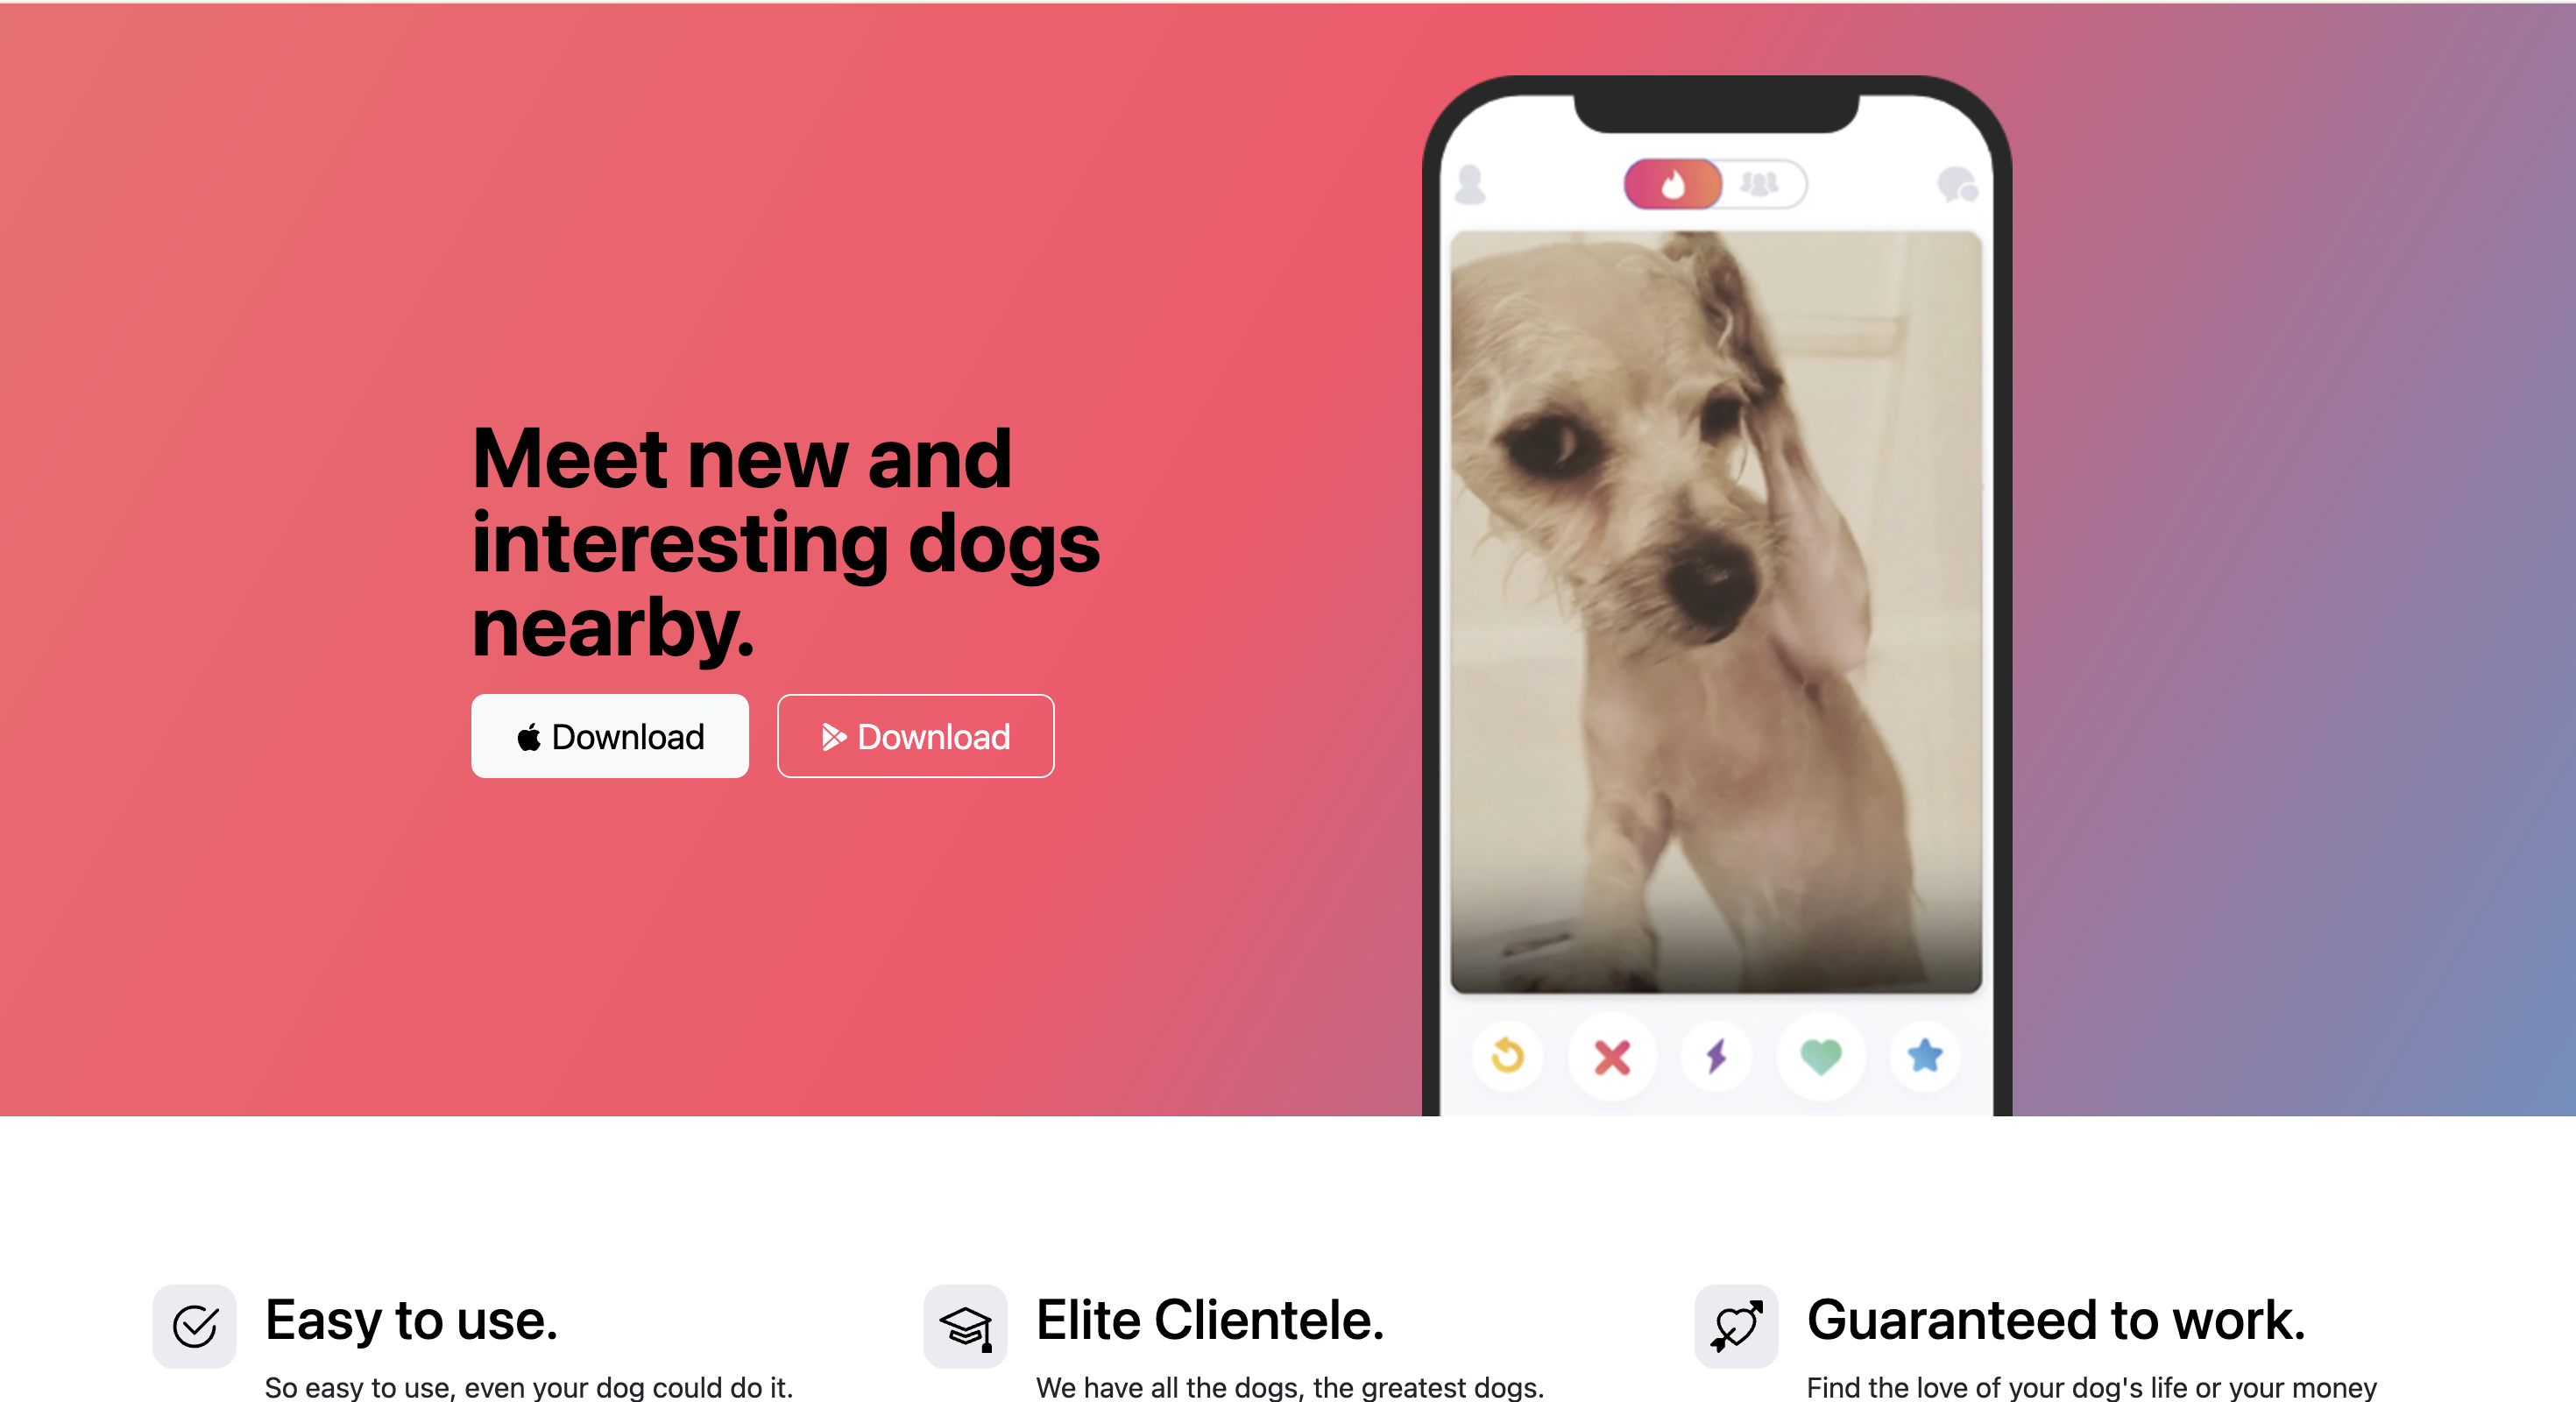 Meet new and
interesting dogs
nearby.
Download
Download
Easy to use.
So easy to use, even your dog could do it.
Elite Clientele.
We have all the dogs, the greatest dogs.
Guaranteed to work.
Find the love of your dog's life or your money